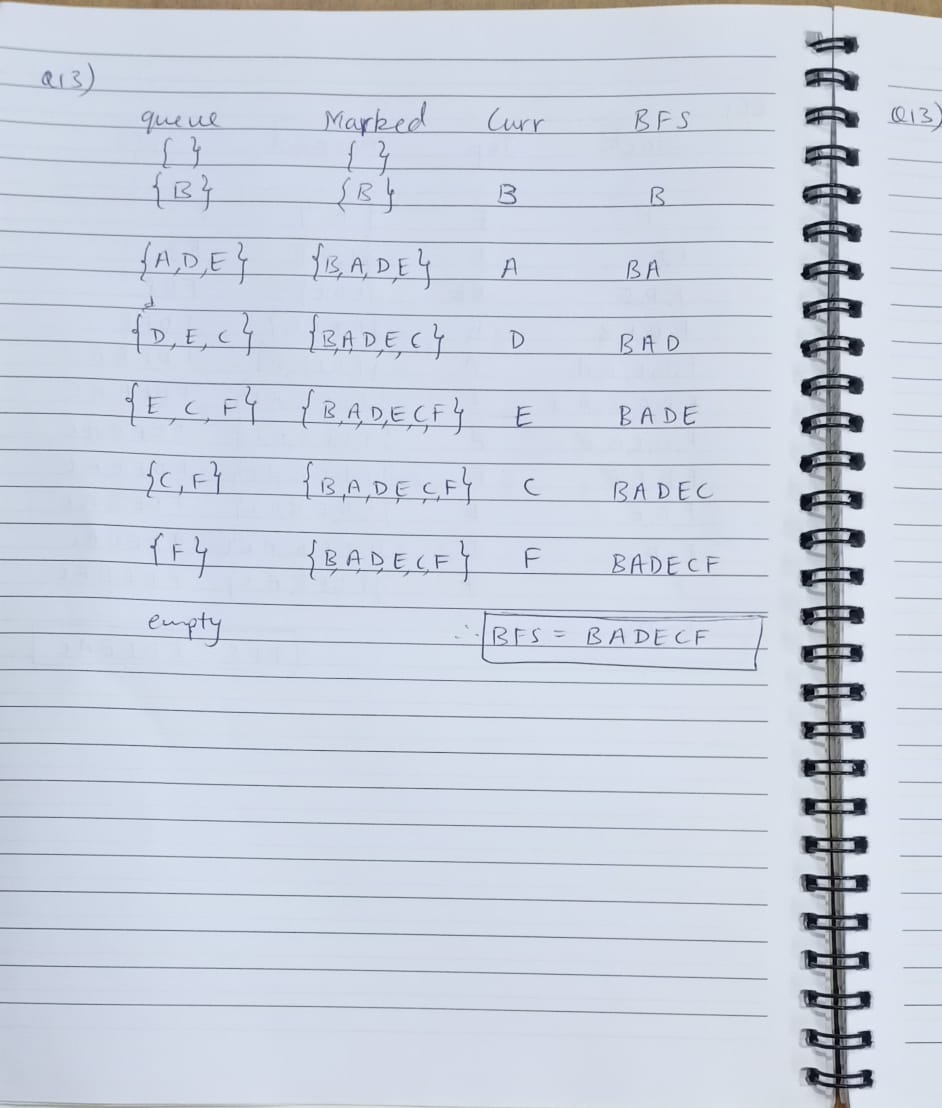 Q13)
queue Marked Curr BFS
{ } { }
{B} {B} B B
{A,D,E} {B,A,D,E} A BA
{D,E,C} {B,A,D,E,C} D BAD
{E,C,F} {B,A,D,E,C,F} E BADE
{C,F} {B,A,D,E,C,F} C BADEC
{F} {B,A,D,E,C,F} F BADECF
empty ∴ BFS = BADECF
Q13)